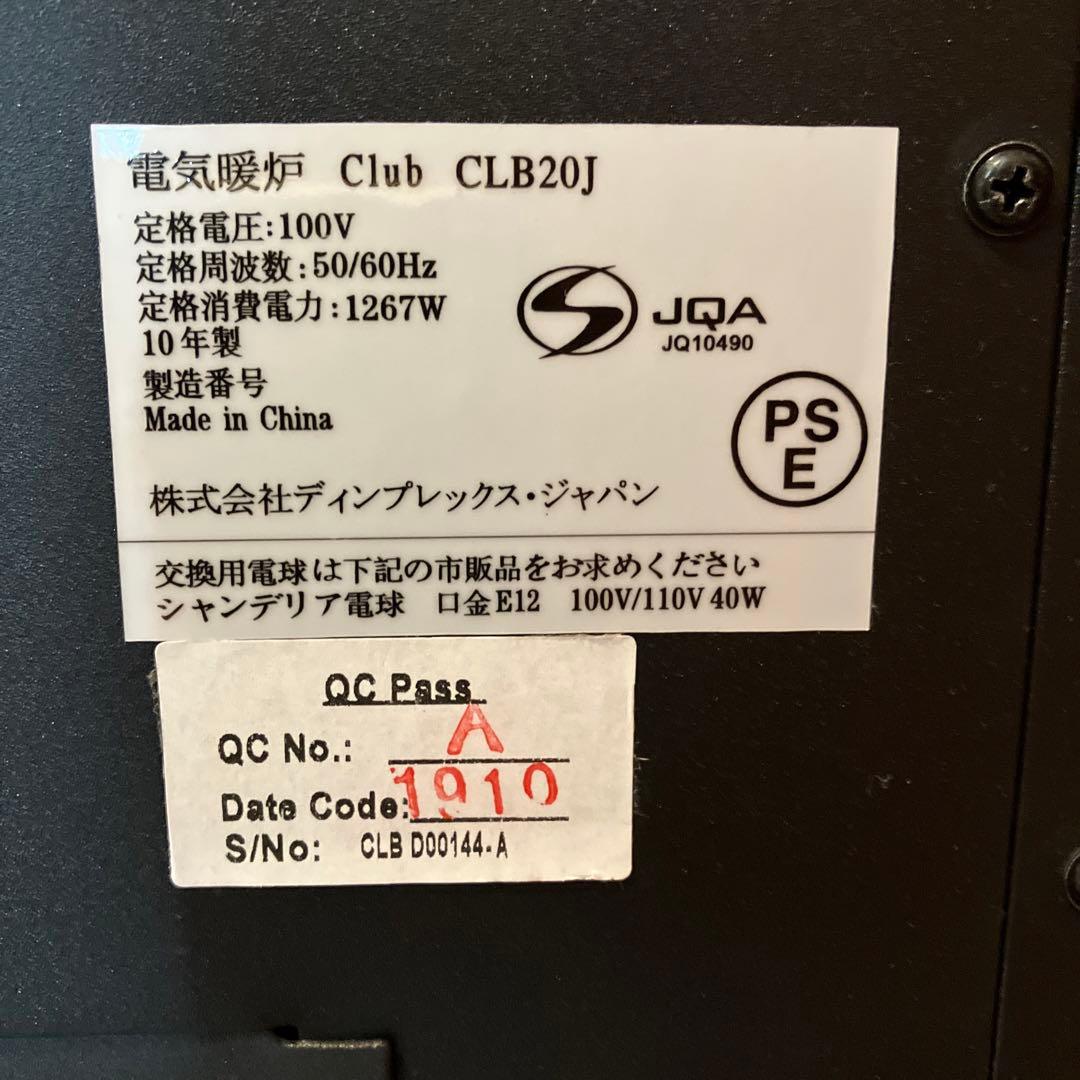 電気暖炉 Club CLB20J
定格電圧:100V
定格周波数:50/60Hz
定格消費電力:1267W
10年製
製造番号
Made in China
JQA
JQ10490
PS
E
株式会社ディンプレックス・ジャパン
交換用電球は下記の市販品をお求めください
シャンデリア電球 口金E12 100V/110V 40W
QC Pass
QC No.: A
Date Code: 1910
S/No: CLB D00144-A